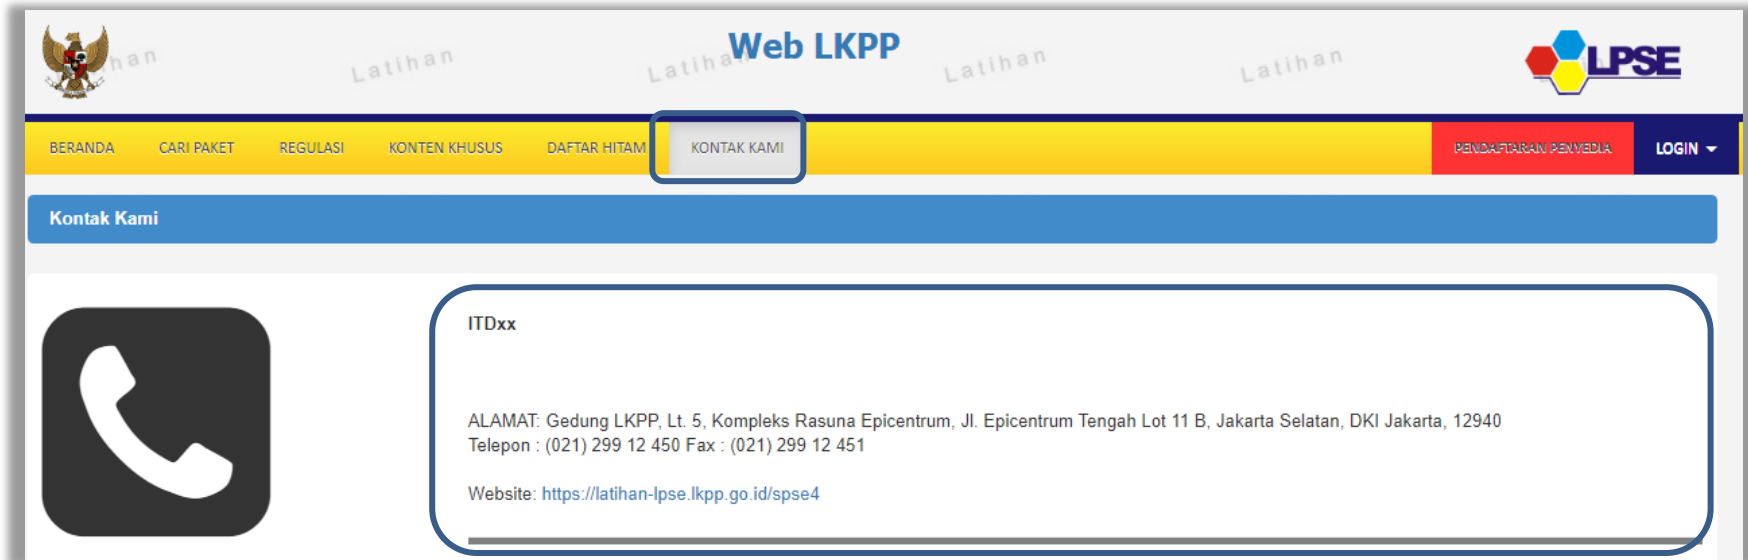 Latihan Latihan Latihan Latihan
Web LKPP
LPSE
BERANDA CARI PAKET REGULASI KONTEN KHUSUS DAFTAR HITAM KONTAK KAMI PENDAFTARAN PENYEDIA LOGIN
Kontak Kami
ITDxx
ALAMAT: Gedung LKPP, Lt. 5, Kompleks Rasuna Epicentrum, Jl. Epicentrum Tengah Lot 11 B, Jakarta Selatan, DKI Jakarta, 12940
Telepon : (021) 299 12 450 Fax : (021) 299 12 451
Website: https://latihan-lpse.lkpp.go.id/spse4